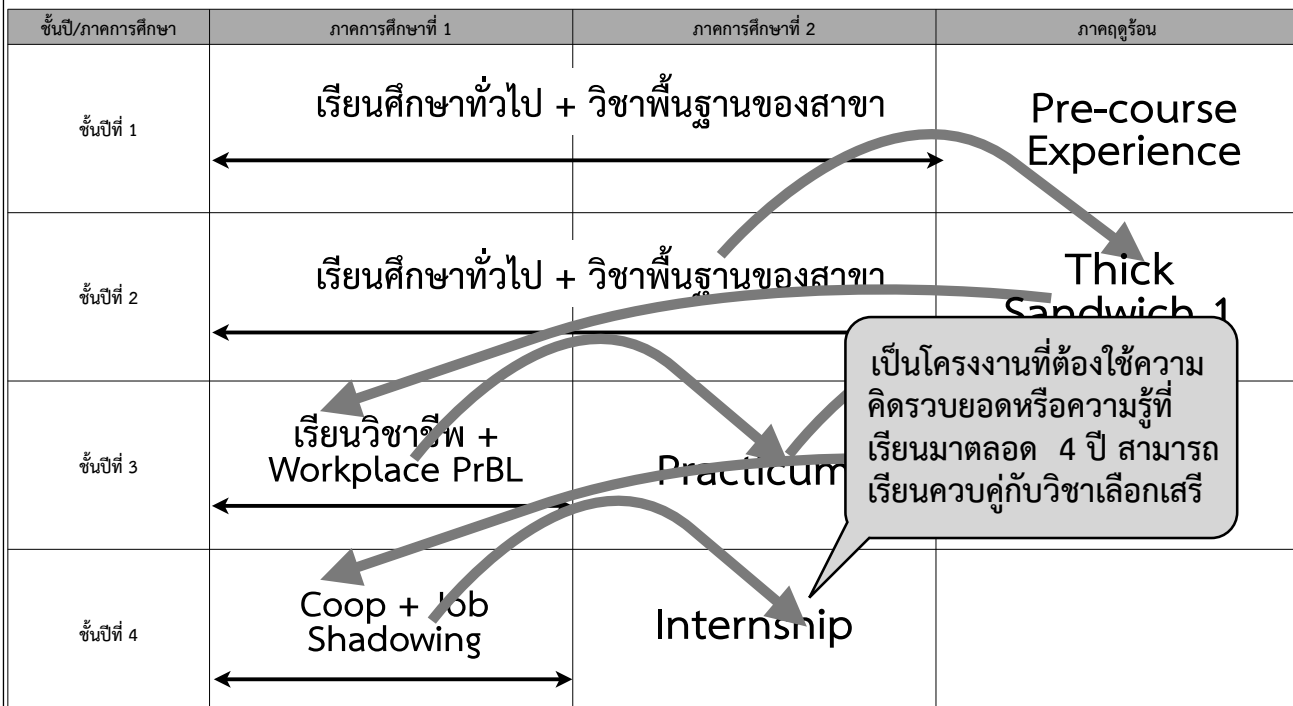 ชั้นปี/ภาคการศึกษา
ภาคการศึกษาที่ 1
ภาคการศึกษาที่ 2
ภาคฤดูร้อน
ชั้นปีที่ 1
เรียนศึกษาทั่วไป + วิชาพื้นฐานของสาขา
Pre-course
Experience
ชั้นปีที่ 2
เรียนศึกษาทั่วไป + วิชาพื้นฐานของสาขา
Thick
Sandwich 1
ชั้นปีที่ 3
เรียนวิชาชีพ +
Workplace PrBL
Practicum
เป็นโครงงานที่ต้องใช้ความ
คิดรวบยอดหรือความรู้ที่
เรียนมาตลอด 4 ปี สามารถ
เรียนควบคู่กับวิชาเลือกเสรี
ชั้นปีที่ 4
Coop + Job
Shadowing
Internship